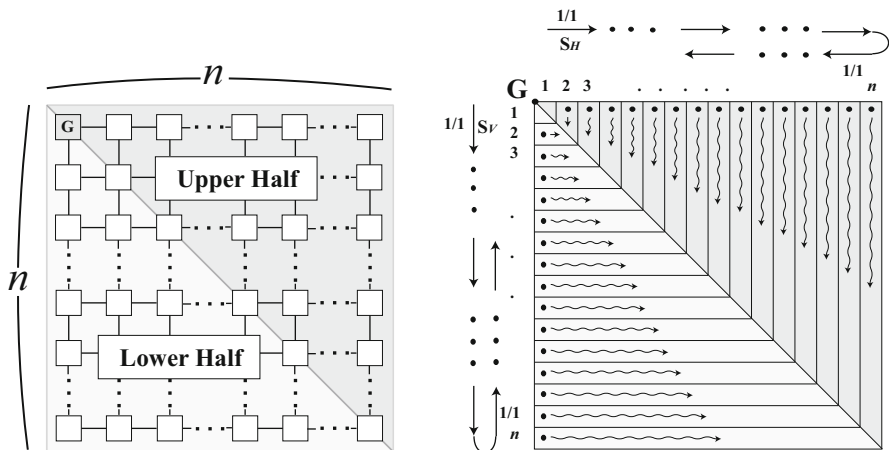 n
n
G
Upper Half
Lower Half
1/1
SH
1/1
G 1 2 3 . . . . . n
1/1
SV
1
2
3
.
.
.
1/1
n